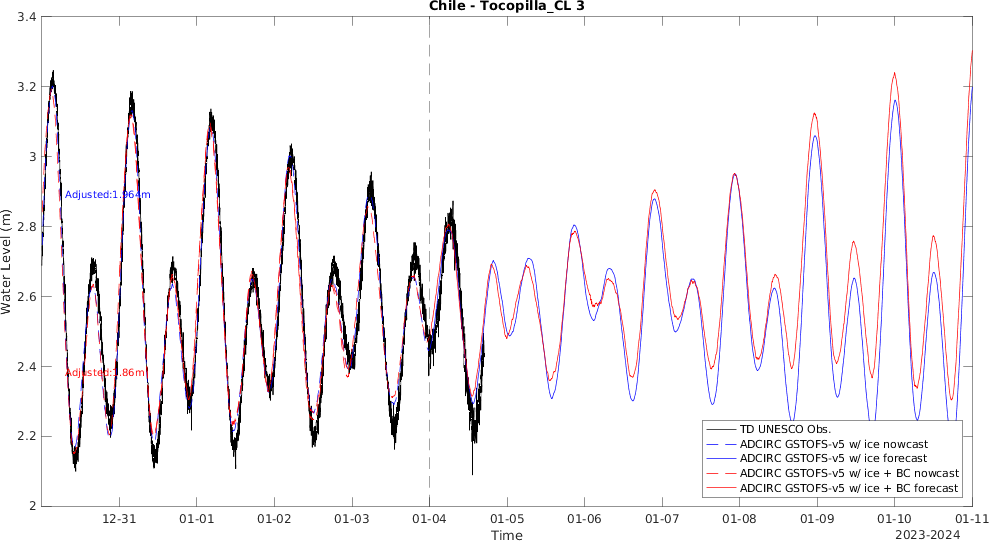 Chile - Tocopilla_CL 3
3.4
3.2
3
2.8
2.6
2.4
2.2
2
Water Level (m)
Adjusted:1.964m
Adjusted:1.86m
TD UNESCO Obs.
ADCIRC GSTOFS-v5 w/ ice nowcast
ADCIRC GSTOFS-v5 w/ ice forecast
ADCIRC GSTOFS-v5 w/ ice + BC nowcast
ADCIRC GSTOFS-v5 w/ ice + BC forecast
12-31 01-01 01-02 01-03 01-04 01-05 01-06 01-07 01-08 01-09 01-10 01-11
Time
2023-2024